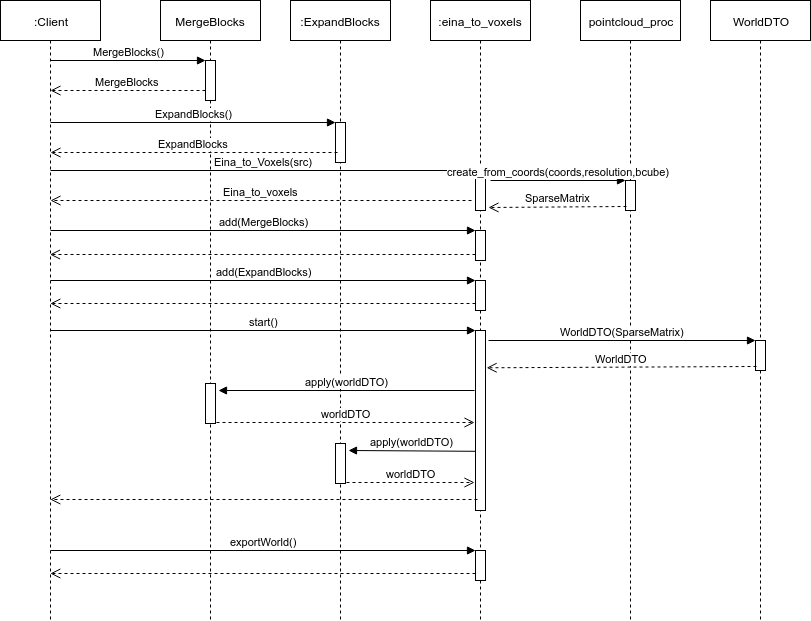 :Client
MergeBlocks
:ExpandBlocks
:eina_to_voxels
pointcloud_proc
WorldDTO
MergeBlocks()
MergeBlocks
ExpandBlocks()
ExpandBlocks
Eina_to_Voxels(src)
create_from_coords(coords,resolution,bcube)
Eina_to_voxels
SparseMatrix
add(MergeBlocks)
add(ExpandBlocks)
start()
WorldDTO(SparseMatrix)
WorldDTO
apply(worldDTO)
worldDTO
apply(worldDTO)
worldDTO
exportWorld()